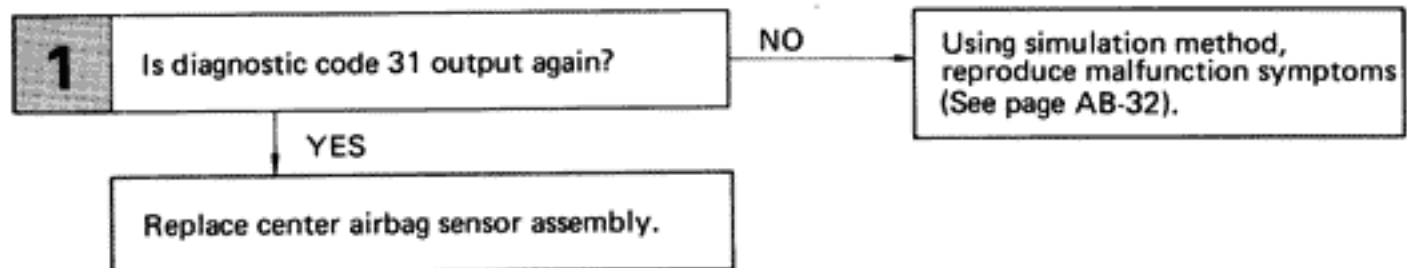 1
Is diagnostic code 31 output again?
NO
Using simulation method,
reproduce malfunction symptoms
(See page AB-32).
YES
Replace center airbag sensor assembly.